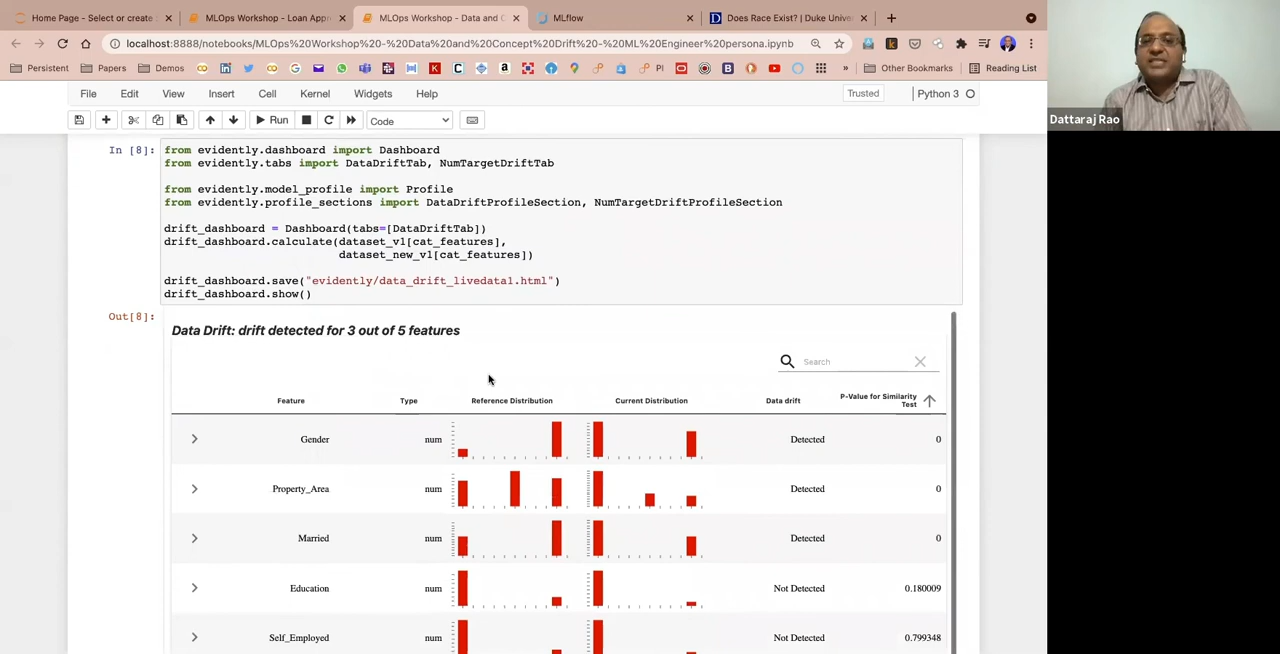 Home Page - Select or create
MLOps Workshop - Loan Appr
MLOps Workshop - Data and C
MLflow
Does Race Exist? | Duke Unive
localhost:8888/notebooks/MLOps%20Workshop%20-%20Data%20and%20Concept%20Drift%20-%20ML%20Engineer%20persona.ipynb
Persistent Papers Demos PI Other Bookmarks Reading List
File Edit View Insert Cell Kernel Widgets Help Trusted Python 3
Run Code
Dattaraj Rao
In [8]:
from evidently.dashboard import Dashboard
from evidently.tabs import DataDriftTab, NumTargetDriftTab
from evidently.model_profile import Profile
from evidently.profile_sections import DataDriftProfileSection, NumTargetDriftProfileSection
drift_dashboard = Dashboard(tabs=[DataDriftTab])
drift_dashboard.calculate(dataset_v1[cat_features],
dataset_new_v1[cat_features])
drift_dashboard.save("evidently/data_drift_livedata1.html")
drift_dashboard.show()
Out[8]:
Data Drift: drift detected for 3 out of 5 features
Search
Feature Type Reference Distribution Current Distribution Data drift P-Value for Similarity Test
Gender num Detected 0
Property_Area num Detected 0
Married num Detected 0
Education num Not Detected 0.180009
Self_Employed num Not Detected 0.799348